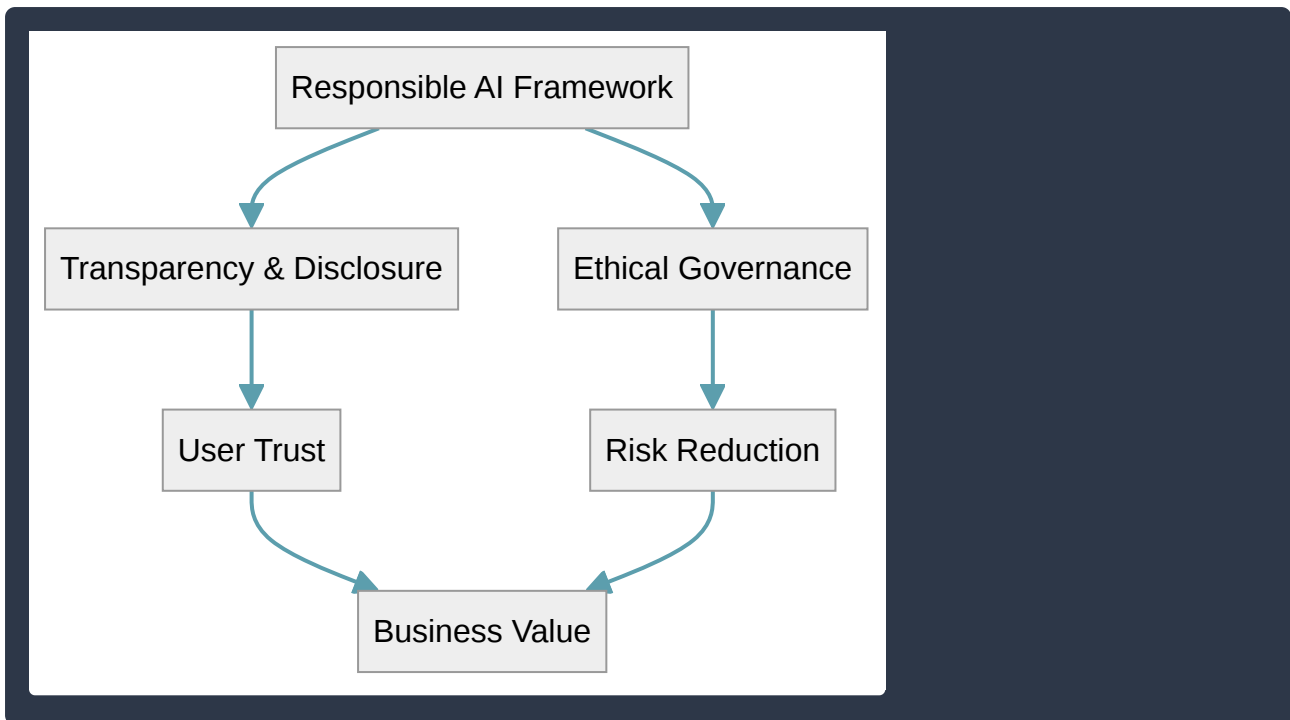 Responsible AI Framework
Transparency & Disclosure
Ethical Governance
User Trust
Risk Reduction
Business Value